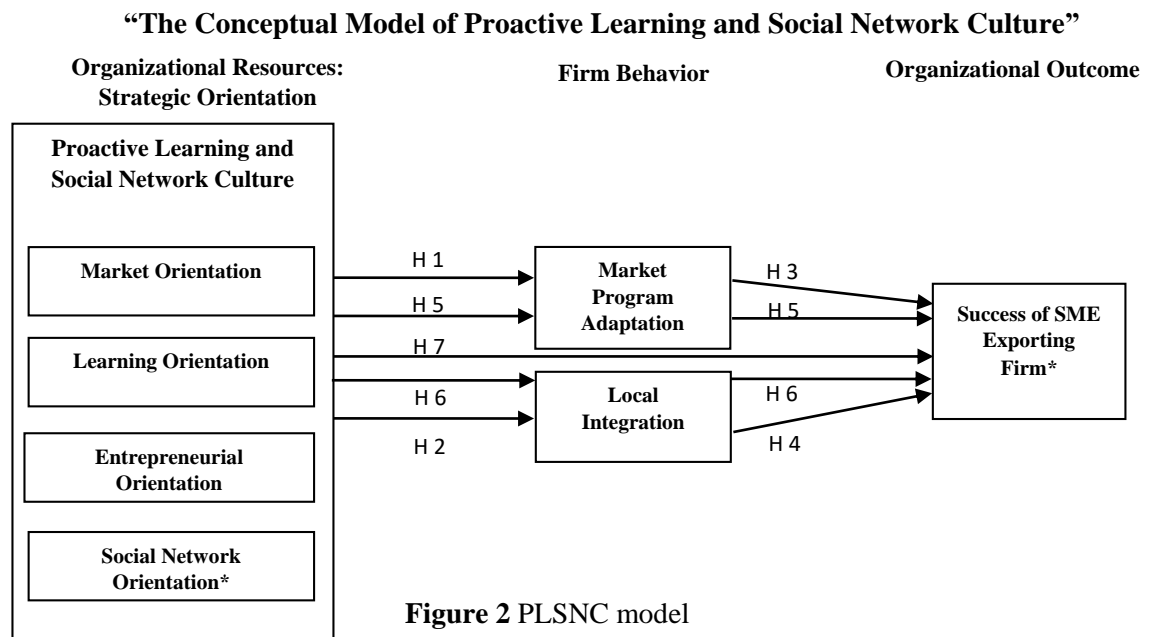 “The Conceptual Model of Proactive Learning and Social Network Culture”
Organizational Resources:
Strategic Orientation
Firm Behavior
Organizational Outcome
Proactive Learning and
Social Network Culture
Market Orientation
Learning Orientation
Entrepreneurial
Orientation
Social Network
Orientation*
H 1
H 5
H 7
H 6
H 2
Market
Program
Adaptation
Local
Integration
H 3
H 5
H 6
H 4
Success of SME
Exporting
Firm*
Figure 2 PLSNC model